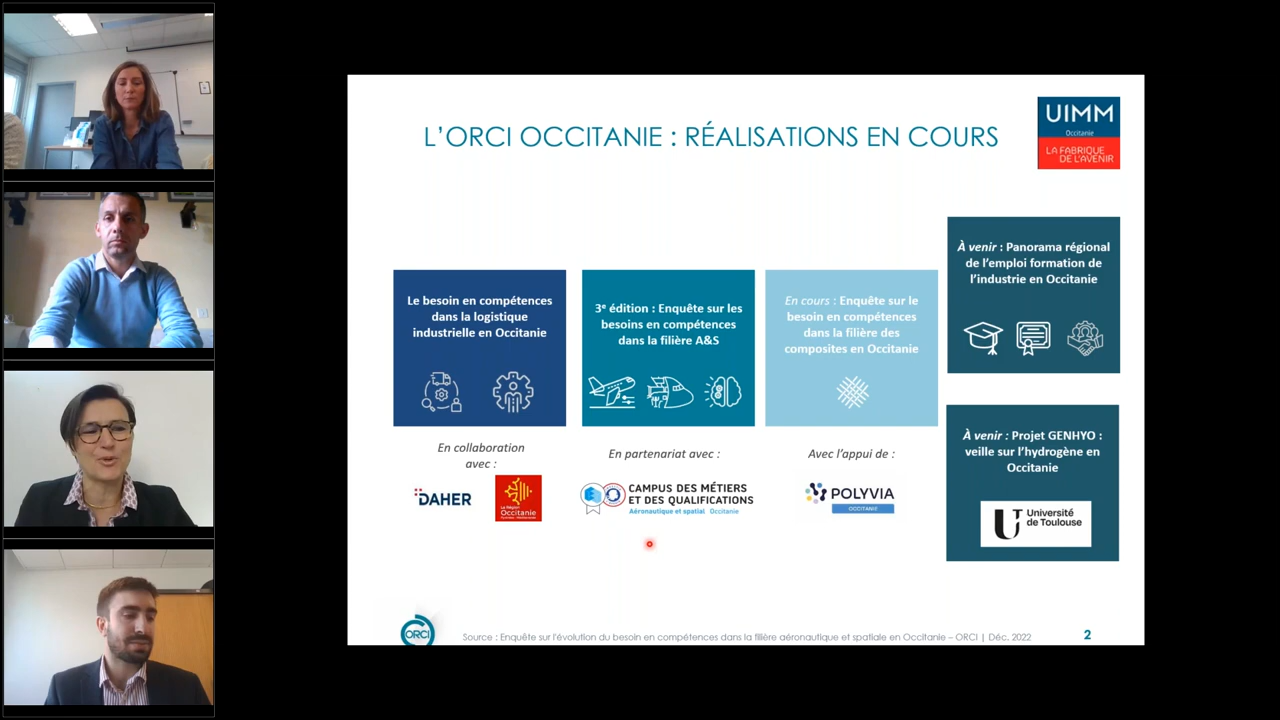 L'ORCI OCCITANIE : RÉALISATIONS EN COURS
UIMM
Occitanie
LA FABRIQUE
DE L'AVENIR
Le besoin en compétences
dans la logistique
industrielle en Occitanie
En collaboration
avec :
DAHER
La Région
Occitanie
3e édition : Enquête sur les
besoins en compétences
dans la filière A&S
En partenariat avec :
CAMPUS DES MÉTIERS
ET DES QUALIFICATIONS
Aéronautique et spatial Occitanie
En cours : Enquête sur le
besoin en compétences
dans la filière des
composites en Occitanie
Avec l'appui de :
POLYVIA
OCCITANIE
À venir : Panorama régional
de l'emploi formation de
l'industrie en Occitanie
À venir : Projet GENHYO :
veille sur l'hydrogène en
Occitanie
Université
de Toulouse
ORCI
Source : Enquête sur l'évolution du besoin en compétences dans la filière aéronautique et spatiale en Occitanie – ORCI | Déc. 2022
2